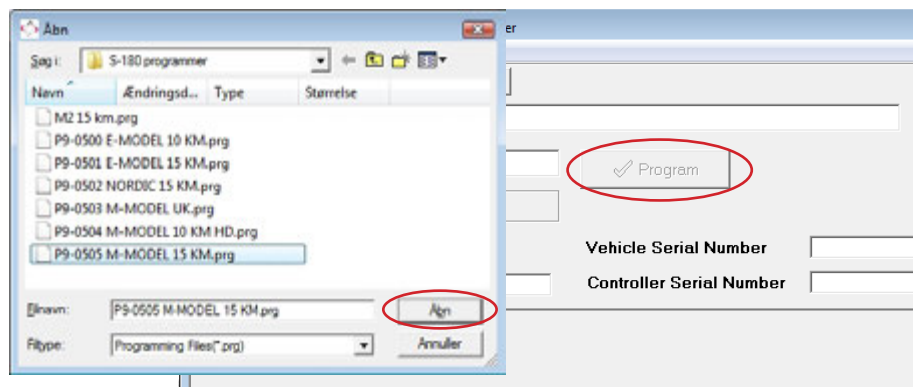 Åbn
er
Søg i: S-180 programmer
Navn Ændringsd... Type Størrelse
M2 15 km.prg
P9-0500 E-MODEL 10 KM.prg
P9-0501 E-MODEL 15 KM.prg
P9-0502 NORDIC 15 KM.prg
P9-0503 M-MODEL UK.prg
P9-0504 M-MODEL 10 KM HD.prg
P9-0505 M-MODEL 15 KM.prg
Program
Vehicle Serial Number
Controller Serial Number
Filnavn: P9-0505 M-MODEL 15 KM.prg Åbn
Filtype: Programming Files(*.prg) Annuller